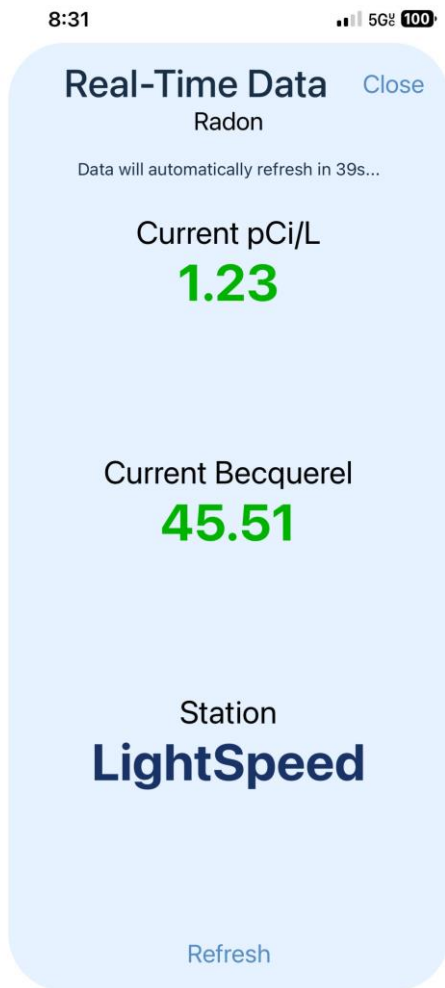 8:31 5G 100
Real-Time Data Close
Radon
Data will automatically refresh in 39s...
Current pCi/L
1.23
Current Becquerel
45.51
Station
LightSpeed
Refresh